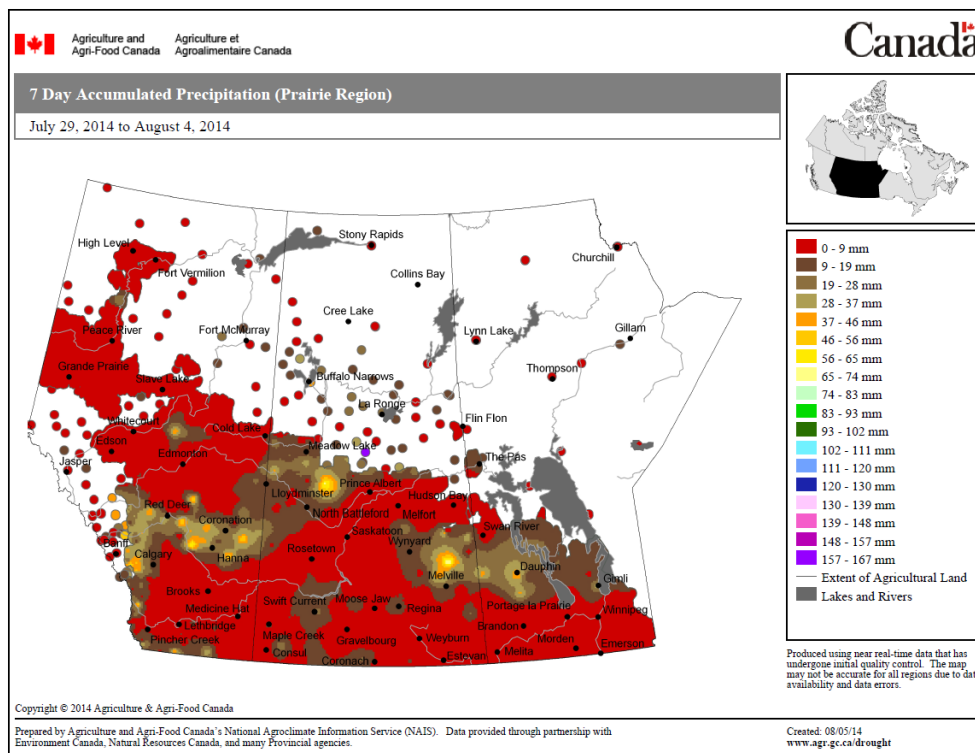 Agriculture and
Agri-Food Canada
Agriculture et
Agroalimentaire Canada
Canada
7 Day Accumulated Precipitation (Prairie Region)
July 29, 2014 to August 4, 2014
High Level
Fort Vermilion
Stony Rapids
Churchill
Collins Bay
Cree Lake
Peace River
Fort McMurray
Lynn Lake
Gillam
Grande Prairie
Slave Lake
Buffalo Narrows
Thompson
La Ronge
Whitecourt
Cold Lake
Flin Flon
Edson
Meadow Lake
Jasper
Edmonton
The Pas
Lloydminster
Prince Albert
Hudson Bay
Red Deer
North Battleford
Melfort
Coronation
Saskatoon
Swan River
Banff
Calgary
Hanna
Rosetown
Wynyard
Dauphin
Melville
Gimli
Brooks
Swift Current
Moose Jaw
Regina
Portage la Prairie
Medicine Hat
Winnipeg
Lethbridge
Brandon
Pincher Creek
Maple Creek
Gravelbourg
Weyburn
Morden
Consul
Coronach
Estevan
Melita
Emerson
0 - 9 mm
9 - 19 mm
19 - 28 mm
28 - 37 mm
37 - 46 mm
46 - 56 mm
56 - 65 mm
65 - 74 mm
74 - 83 mm
83 - 93 mm
93 - 102 mm
102 - 111 mm
111 - 120 mm
120 - 130 mm
130 - 139 mm
139 - 148 mm
148 - 157 mm
157 - 167 mm
Extent of Agricultural Land
Lakes and Rivers
Produced using near real-time data that has
undergone initial quality control. The map
may not be accurate for all regions due to dat
availability and data errors.
Copyright © 2014 Agriculture & Agri-Food Canada
Prepared by Agriculture and Agri-Food Canada's National Agroclimate Information Service (NAIS). Data provided through partnership with
Environment Canada, Natural Resources Canada, and many Provincial agencies.
Created: 08/05/14
www.agr.gc.ca/drought